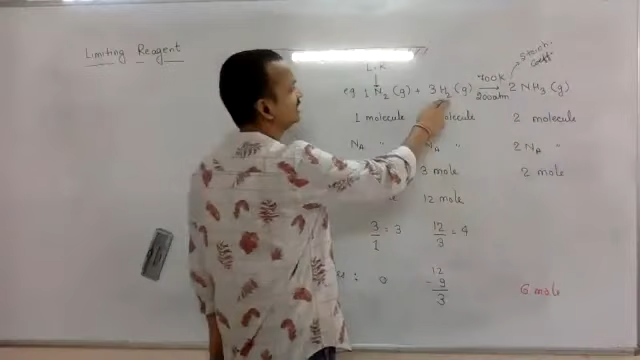 Limiting Reagent
Stoich.
Coeff.
L.R
eg 1 N2 (g) + 3 H2 (g) 700K 200atm → 2 NH3 (g)
1 molecule 2 molecule
NA " NA " 2 NA "
3 mole 2 mole
12 mole
3/1 = 3 12/3 = 4
: 0 12 - 9 = 3 6 mole